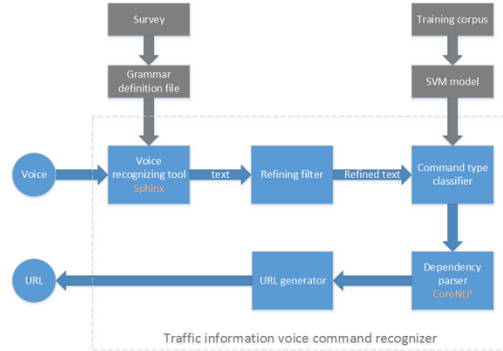 Survey
Training corpus
Grammar
definition file
SVM model
Voice
Voice
recognizing tool
Sphinx
text
Refining filter
Refined text
Command type
classifier
URL
URL generator
Dependency
parser
CoreNLP
Traffic information voice command recognizer